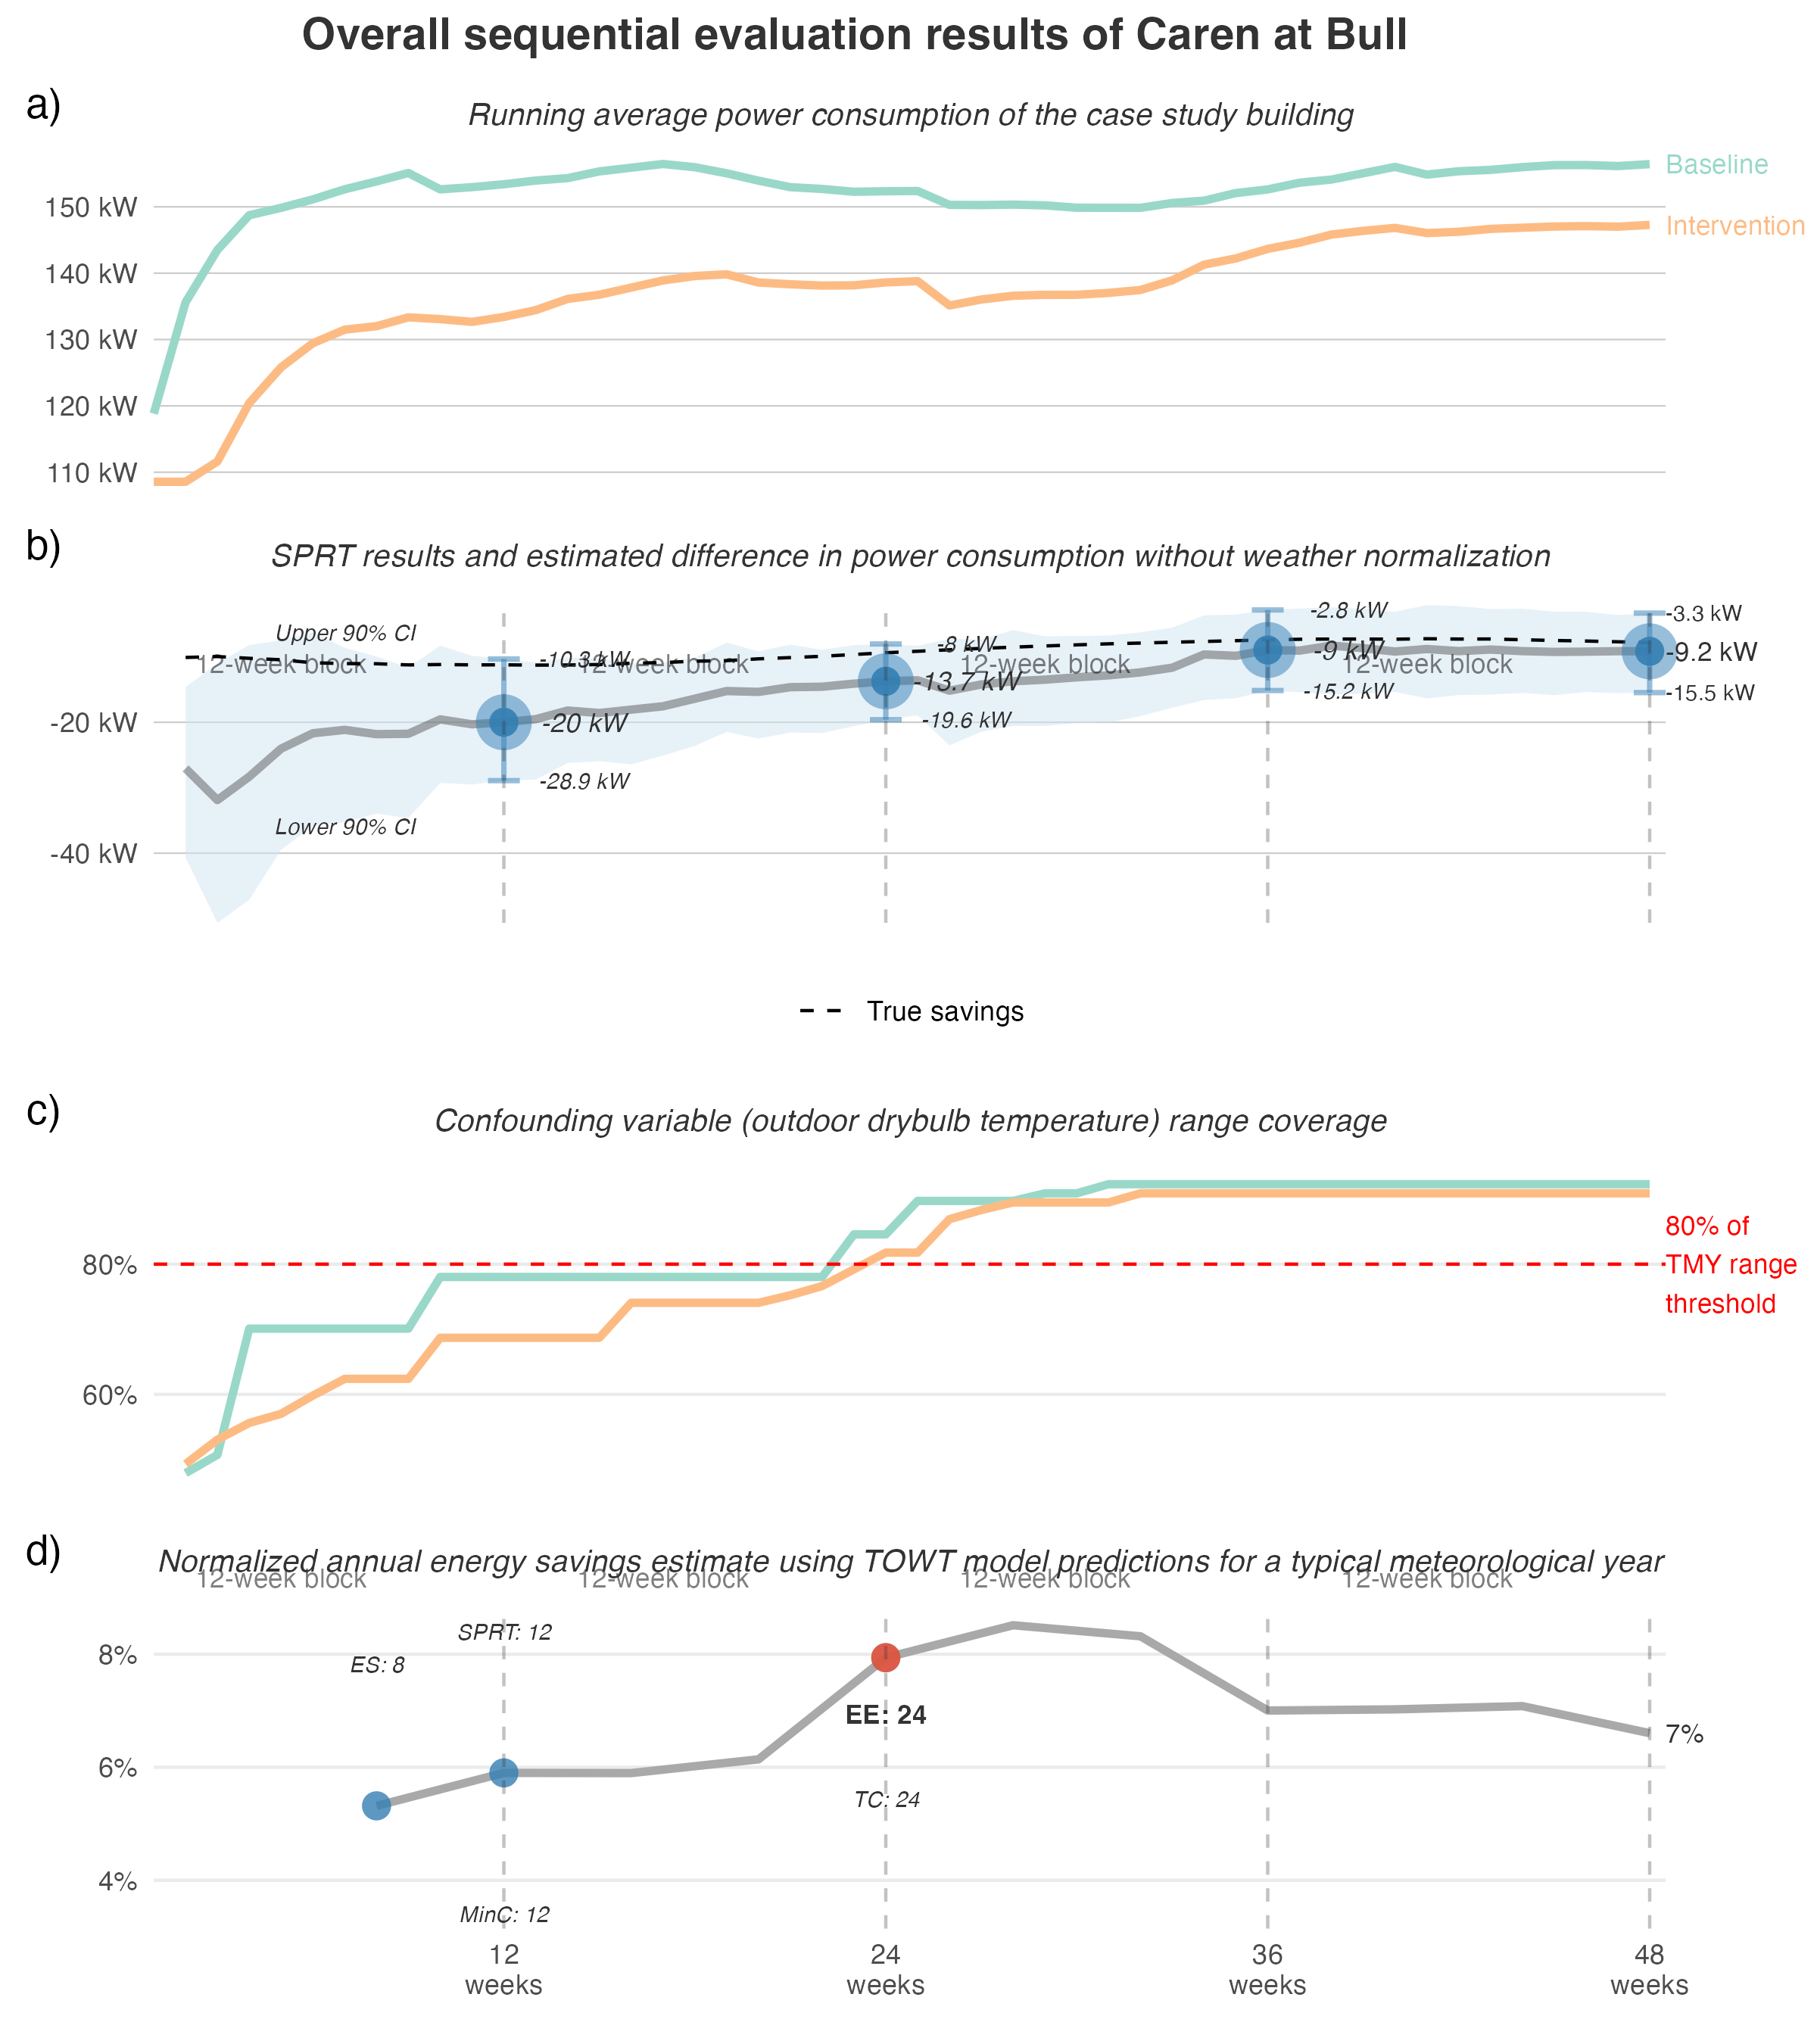 Overall sequential evaluation results of Caren at Bull
a)
Running average power consumption of the case study building
Baseline
150 kW
Intervention
140 kW
130 kW
120 kW
110 kW
b)
SPRT results and estimated difference in power consumption without weather normalization
-2.8 kW
-3.3 kW
Upper 90% CI
-8 kW
-10.3 kW
-9 kW
-9.2 kW
12-week block
12-week block
12-week block
12-week block
-13.7 kW
-15.2 kW
-15.5 kW
-20 kW
-20 kW
-19.6 kW
-28.9 kW
Lower 90% CI
-40 kW
True savings
c)
Confounding variable (outdoor drybulb temperature) range coverage
80% of
80%
TMY range
threshold
60%
d)
Normalized annual energy savings estimate using TOWT model predictions for a typical meteorological year
12-week block
12-week block
12-week block
12-week block
SPRT: 12
8%
ES: 8
EE: 24
7%
6%
TC: 24
4%
MinC: 12
12
weeks
24
weeks
36
weeks
48
weeks